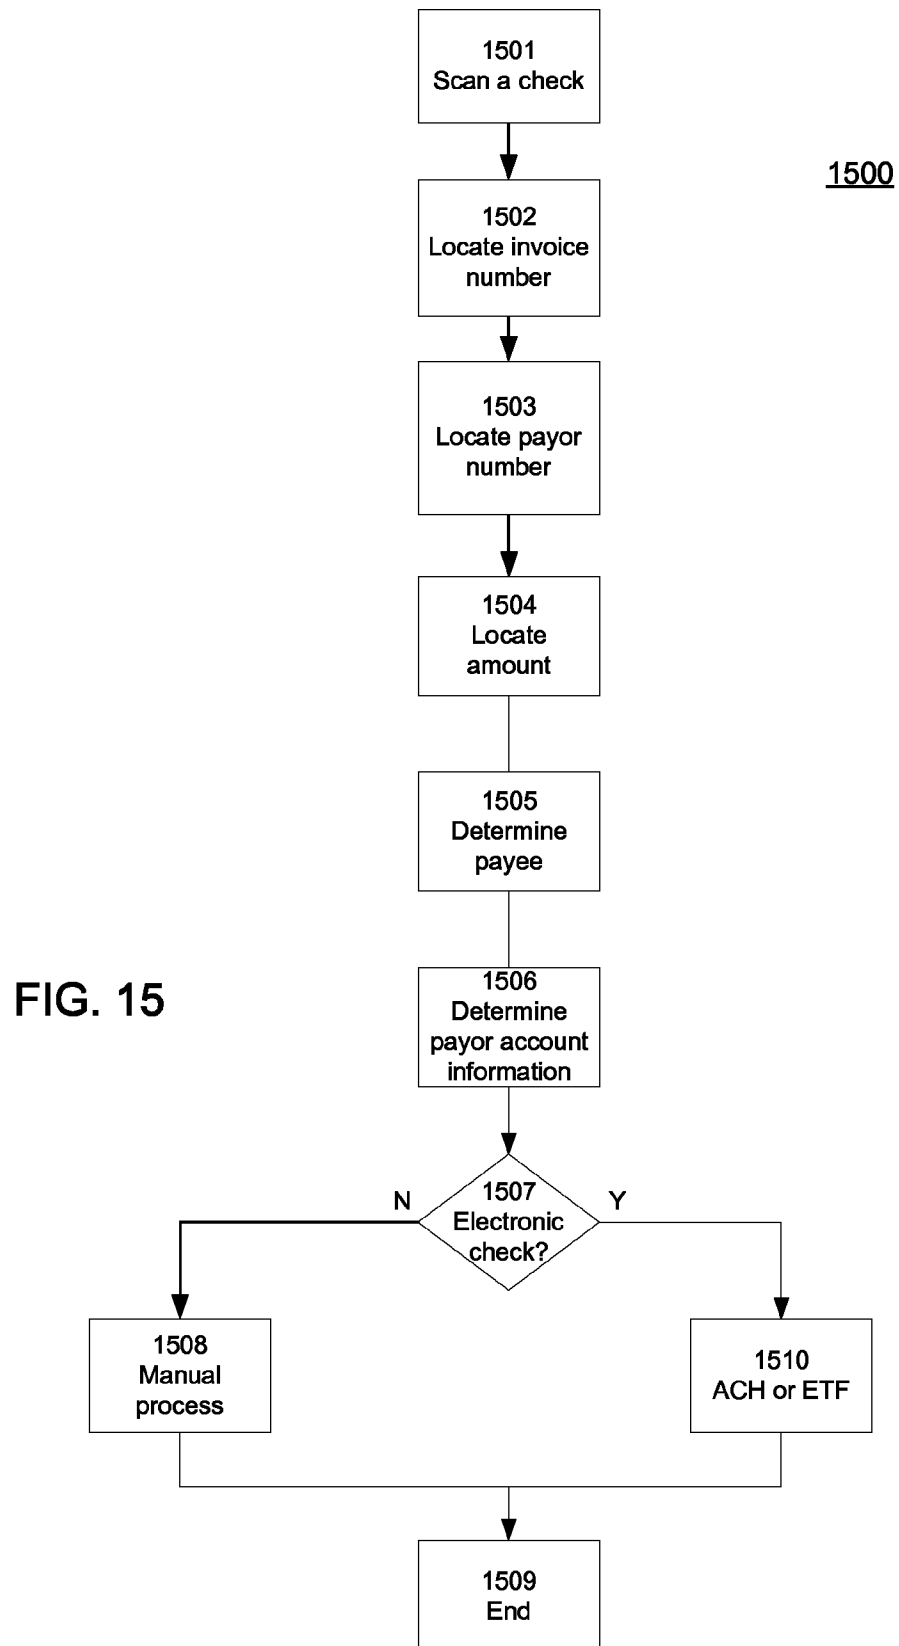 1501
Scan a check
1500
1502
Locate invoice
number
1503
Locate payor
number
1504
Locate
amount
1505
Determine
payee
FIG. 15
1506
Determine
payor account
information
N
1507
Electronic
check?
Y
1508
Manual
process
1510
ACH or ETF
1509
End